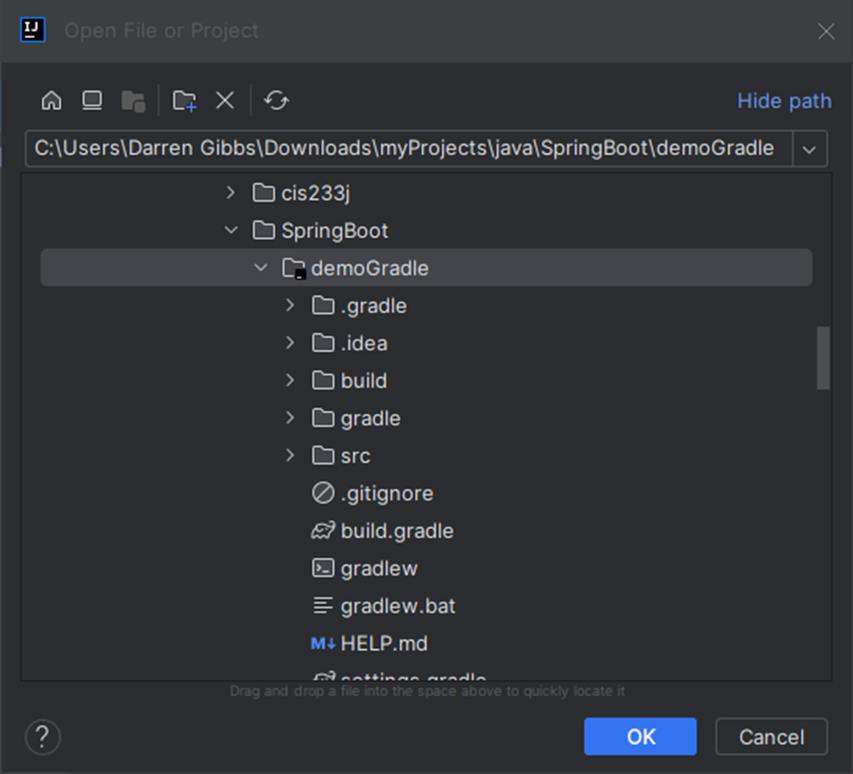 IJ
Open File or Project
Hide path
C:\Users\Darren Gibbs\Downloads\myProjects\java\SpringBoot\demoGradle
cis233j
SpringBoot
demoGradle
.gradle
.idea
build
gradle
src
.gitignore
build.gradle
gradlew
gradlew.bat
M↓ HELP.md
settings.gradle
Drag and drop a file into the space above to quickly locate it
? OK Cancel